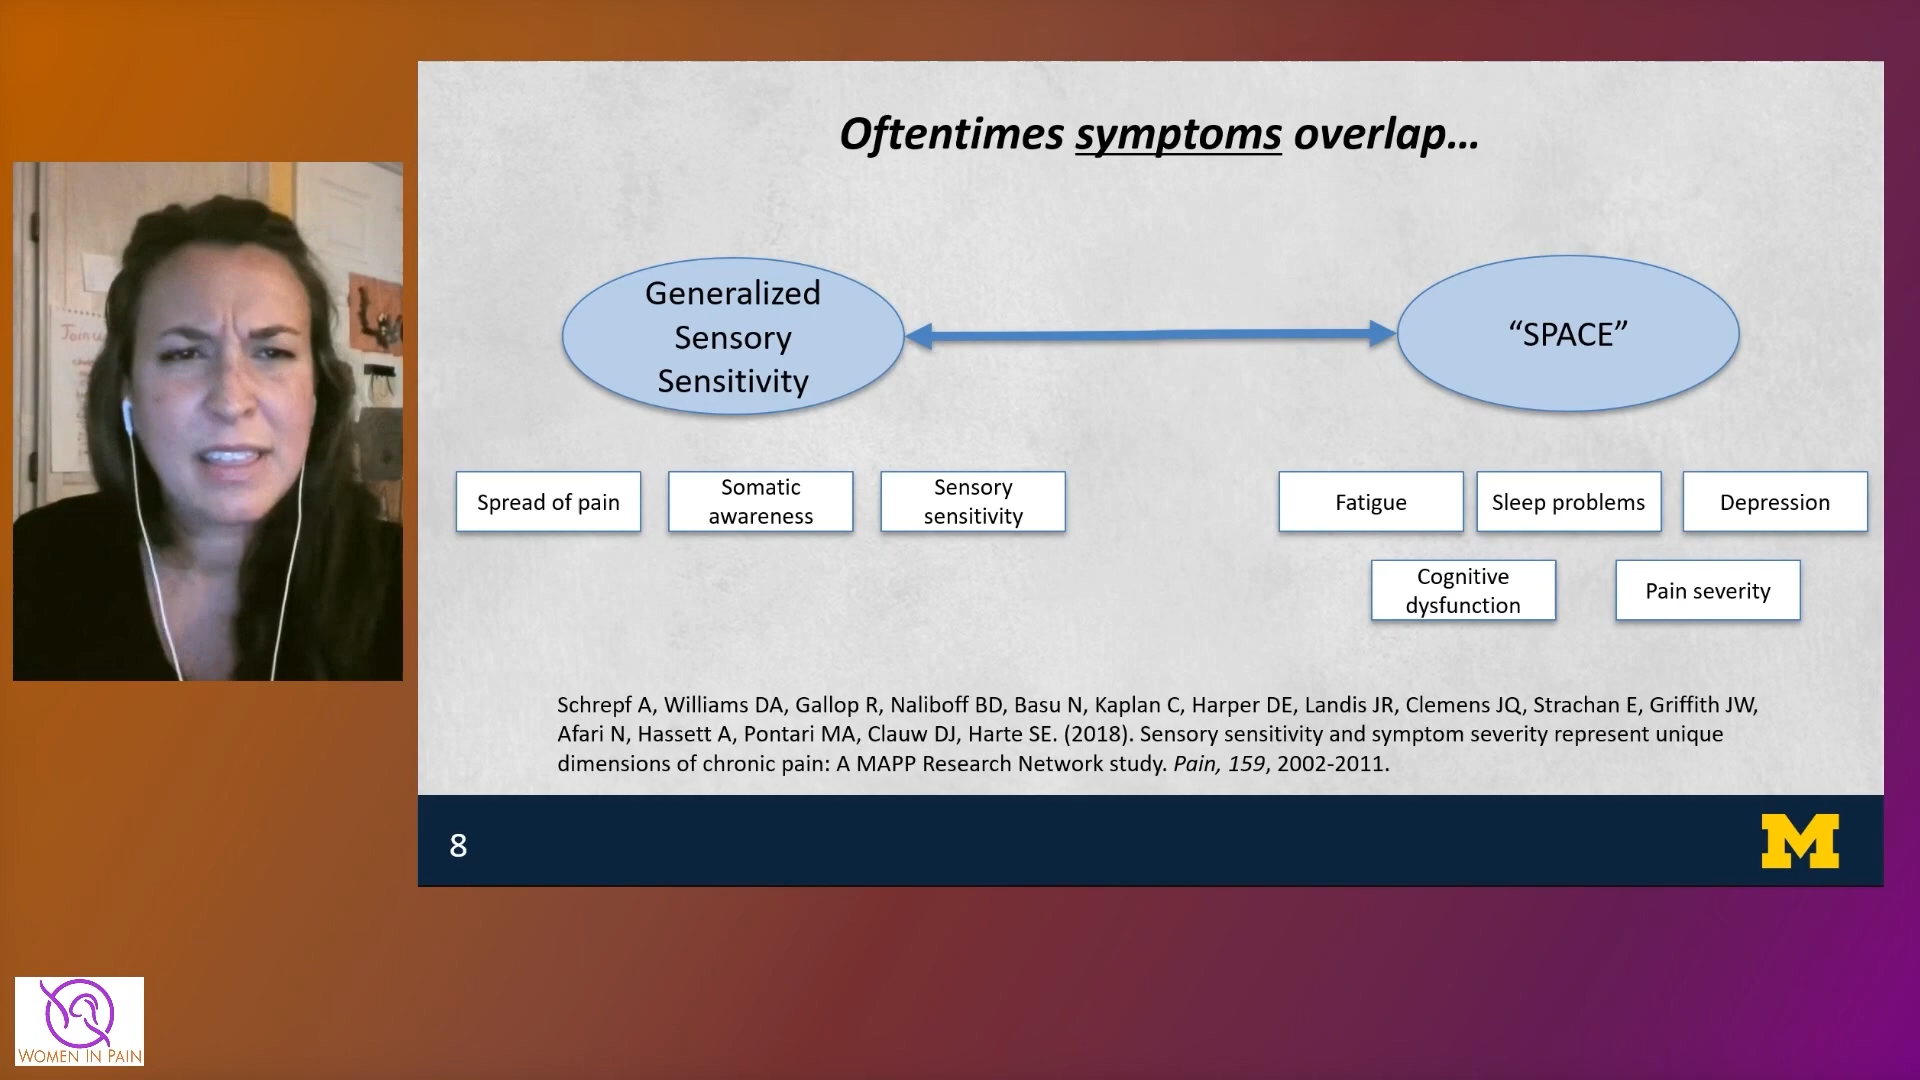 Oftentimes symptoms overlap...
Generalized
Sensory
Sensitivity
“SPACE”
Spread of pain
Somatic
awareness
Sensory
sensitivity
Fatigue
Sleep problems
Depression
Cognitive
dysfunction
Pain severity
Schrepf A, Williams DA, Gallop R, Naliboff BD, Basu N, Kaplan C, Harper DE, Landis JR, Clemens JQ, Strachan E, Griffith JW,
Afari N, Hassett A, Pontari MA, Clauw DJ, Harte SE. (2018). Sensory sensitivity and symptom severity represent unique
dimensions of chronic pain: A MAPP Research Network study. Pain, 159, 2002-2011.
8
M
Join u
WOMEN IN PAIN